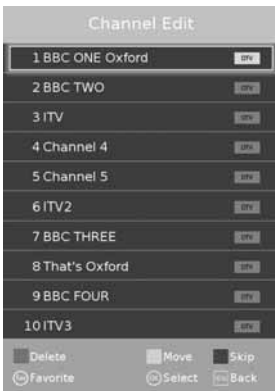 Channel Edit
1 BBC ONE Oxford DTV
2 BBC TWO DTV
3 ITV DTV
4 Channel 4 DTV
5 Channel 5 DTV
6 ITV2 DTV
7 BBC THREE DTV
8 That's Oxford DTV
9 BBC FOUR DTV
10 ITV3 DTV
Delete Move Skip
Favorite Select Back